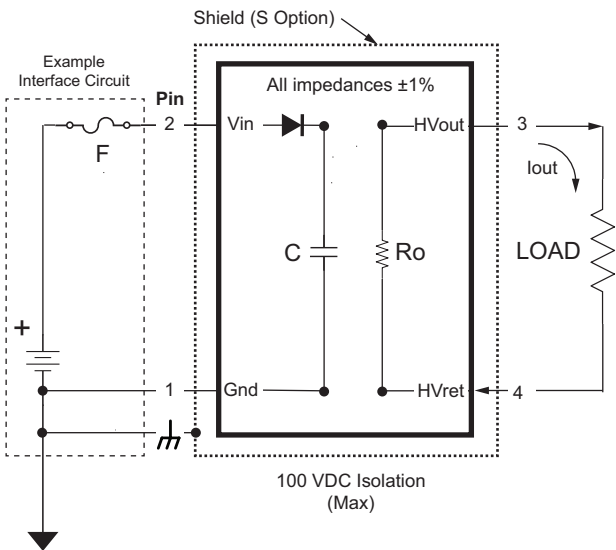 Shield (S Option)
Example
Interface Circuit
All impedances ±1%
Pin
2
Vin
HVout
3
F
Iout
C
Ro
LOAD
+
1
Gnd
HVret
4
100 VDC Isolation
(Max)